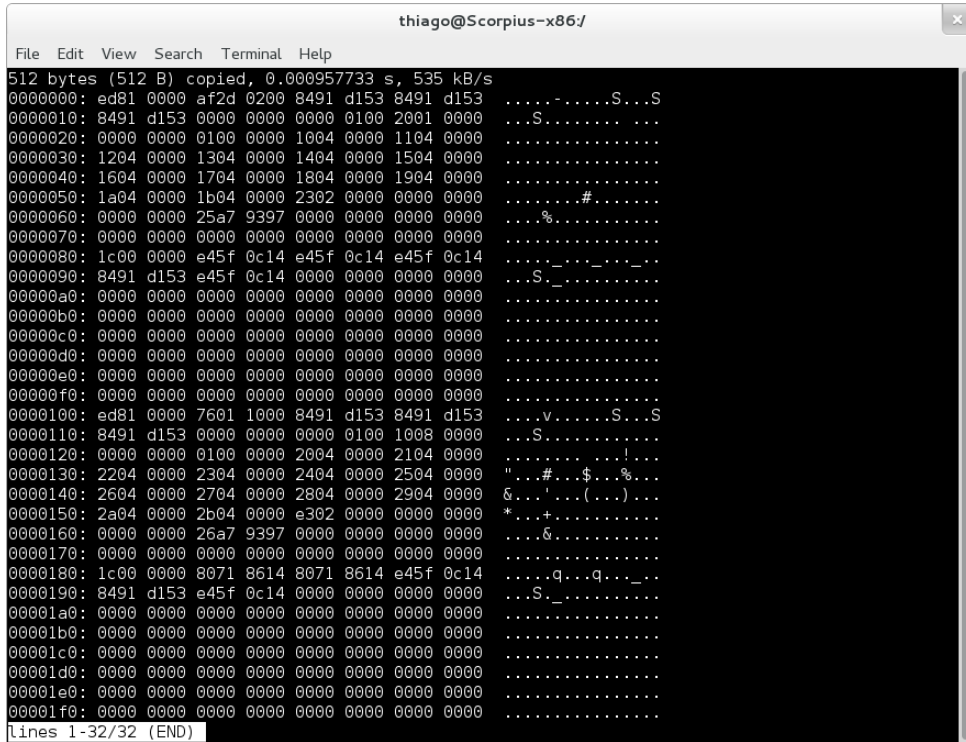 thiago@Scorpius-x86:/
File Edit View Search Terminal Help
512 bytes (512 B) copied, 0.000957733 s, 535 kB/s
0000000: ed81 0000 af2d 0200 8491 d153 8491 d153  .....-.....S...S
0000010: 8491 d153 0000 0000 0000 0100 2001 0000  ...S........ ...
0000020: 0000 0000 0100 0000 1004 0000 1104 0000  ................
0000030: 1204 0000 1304 0000 1404 0000 1504 0000  ................
0000040: 1604 0000 1704 0000 1804 0000 1904 0000  ................
0000050: 1a04 0000 1b04 0000 2302 0000 0000 0000  ........#.......
0000060: 0000 0000 25a7 9397 0000 0000 0000 0000  ....%...........
0000070: 0000 0000 0000 0000 0000 0000 0000 0000  ................
0000080: 1c00 0000 e45f 0c14 e45f 0c14 e45f 0c14  ....._..._..._..
0000090: 8491 d153 e45f 0c14 0000 0000 0000 0000  ...S._..........
00000a0: 0000 0000 0000 0000 0000 0000 0000 0000  ................
00000b0: 0000 0000 0000 0000 0000 0000 0000 0000  ................
00000c0: 0000 0000 0000 0000 0000 0000 0000 0000  ................
00000d0: 0000 0000 0000 0000 0000 0000 0000 0000  ................
00000e0: 0000 0000 0000 0000 0000 0000 0000 0000  ................
00000f0: 0000 0000 0000 0000 0000 0000 0000 0000  ................
0000100: ed81 0000 7601 1000 8491 d153 8491 d153  ....v......S...S
0000110: 8491 d153 0000 0000 0000 0100 1008 0000  ...S............
0000120: 0000 0000 0100 0000 2004 0000 2104 0000  ........ ...!...
0000130: 2204 0000 2304 0000 2404 0000 2504 0000  "...#...$...%...
0000140: 2604 0000 2704 0000 2804 0000 2904 0000  &...'...(...)...
0000150: 2a04 0000 2b04 0000 e302 0000 0000 0000  *...+...........
0000160: 0000 0000 26a7 9397 0000 0000 0000 0000  ....&...........
0000170: 0000 0000 0000 0000 0000 0000 0000 0000  ................
0000180: 1c00 0000 8071 8614 8071 8614 e45f 0c14  .....q...q..._..
0000190: 8491 d153 e45f 0c14 0000 0000 0000 0000  ...S._..........
00001a0: 0000 0000 0000 0000 0000 0000 0000 0000  ................
00001b0: 0000 0000 0000 0000 0000 0000 0000 0000  ................
00001c0: 0000 0000 0000 0000 0000 0000 0000 0000  ................
00001d0: 0000 0000 0000 0000 0000 0000 0000 0000  ................
00001e0: 0000 0000 0000 0000 0000 0000 0000 0000  ................
00001f0: 0000 0000 0000 0000 0000 0000 0000 0000  ................
lines 1-32/32 (END)